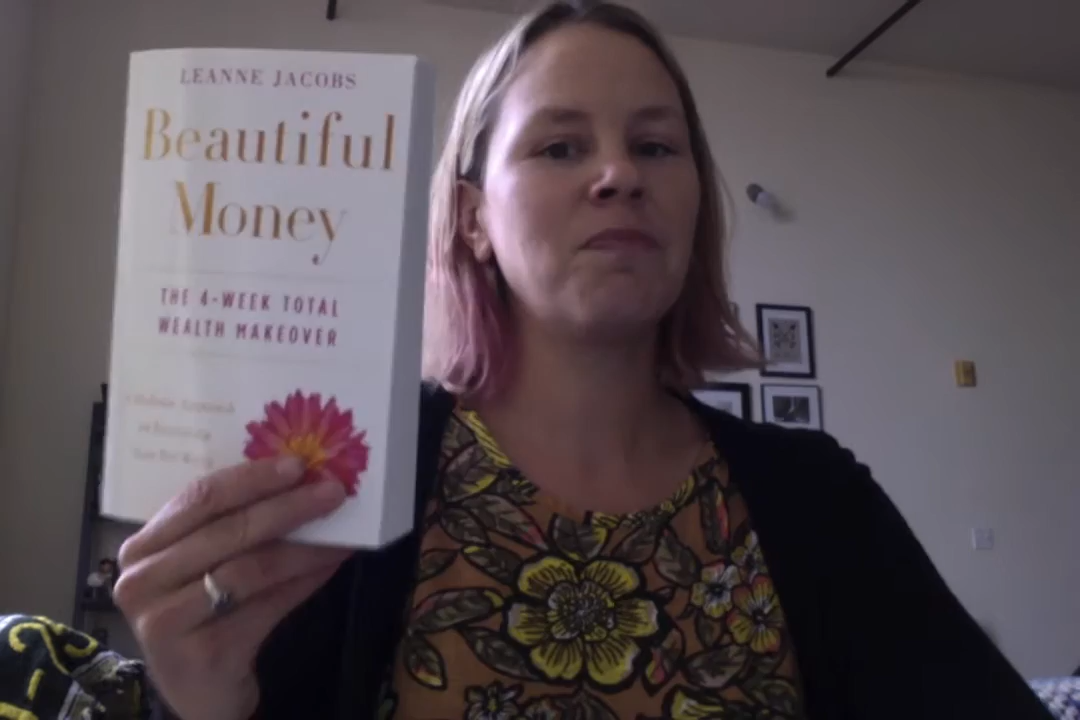 LEANNE JACOBS
Beautiful
Money
THE 4-WEEK TOTAL
WEALTH MAKEOVER